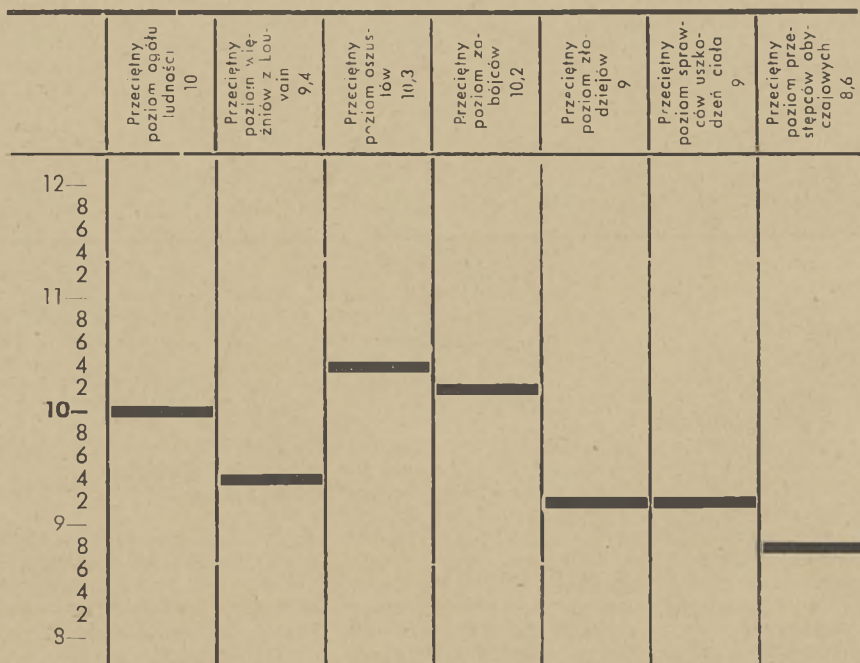 Przeciętny
poziom ogółu
ludności
10
Przeciętny
poziom wię-
źniów z Lou-
vain
9,4
Przeciętny
poziom oszus-
tów
10,3
Przeciętny
poziom za-
bójców
10,2
Przeciętny
poziom zło-
dziejów
9
Przeciętny
poziom spraw-
ców uszko-
dzeń ciała
9
Przeciętny
poziom prze-
stępców oby-
czajowych
8,6
12
8
6
4
2
11
8
6
4
2
10
8
6
4
2
9
8
6
4
2
8